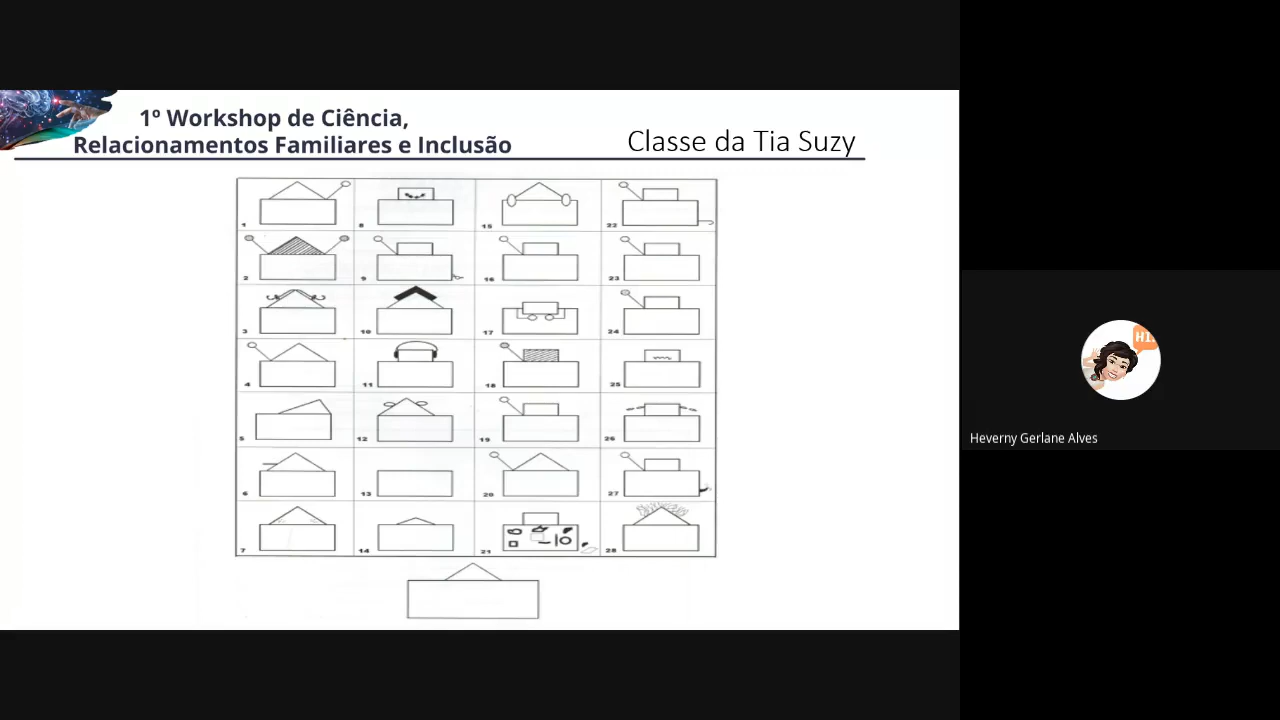 1º Workshop de Ciência,
Relacionamentos Familiares e Inclusão
Classe da Tia Suzy
1 8 15 22
2 9 16 23
3 10 17 24
4 11 18 25
5 12 19 26
6 13 20 27
7 14 21 28
HI
Heverny Gerlane Alves